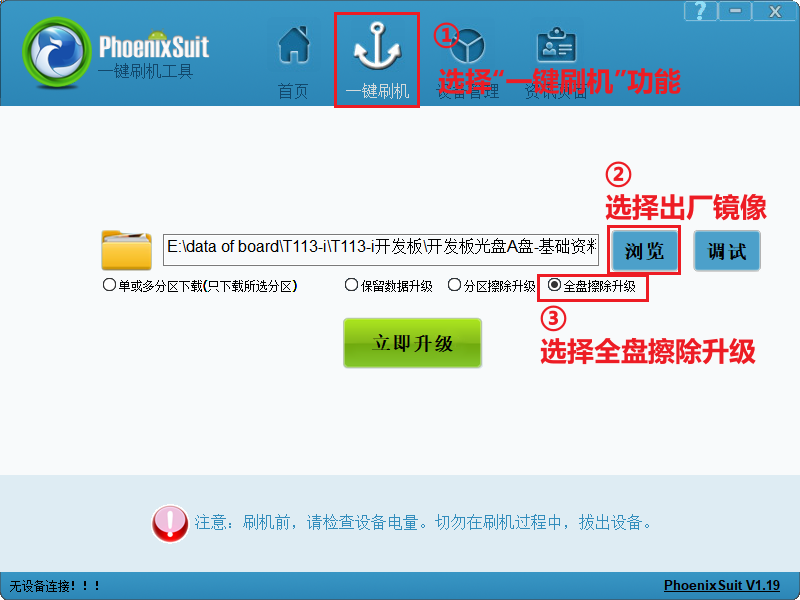 PhoenixSuit
一键刷机工具
首页
一键刷机
设备管理
资讯页面
①
选择“一键刷机”功能
②
选择出厂镜像
E:\data of board\T113-i\T113-i开发板\开发板光盘A盘-基础资料
浏览
调试
单或多分区下载(只下载所选分区)
保留数据升级
分区擦除升级
全盘擦除升级
③
选择全盘擦除升级
立即升级
注意：刷机前，请检查设备电量。切勿在刷机过程中，拔出设备。
无设备连接！！！
PhoenixSuit V1.19